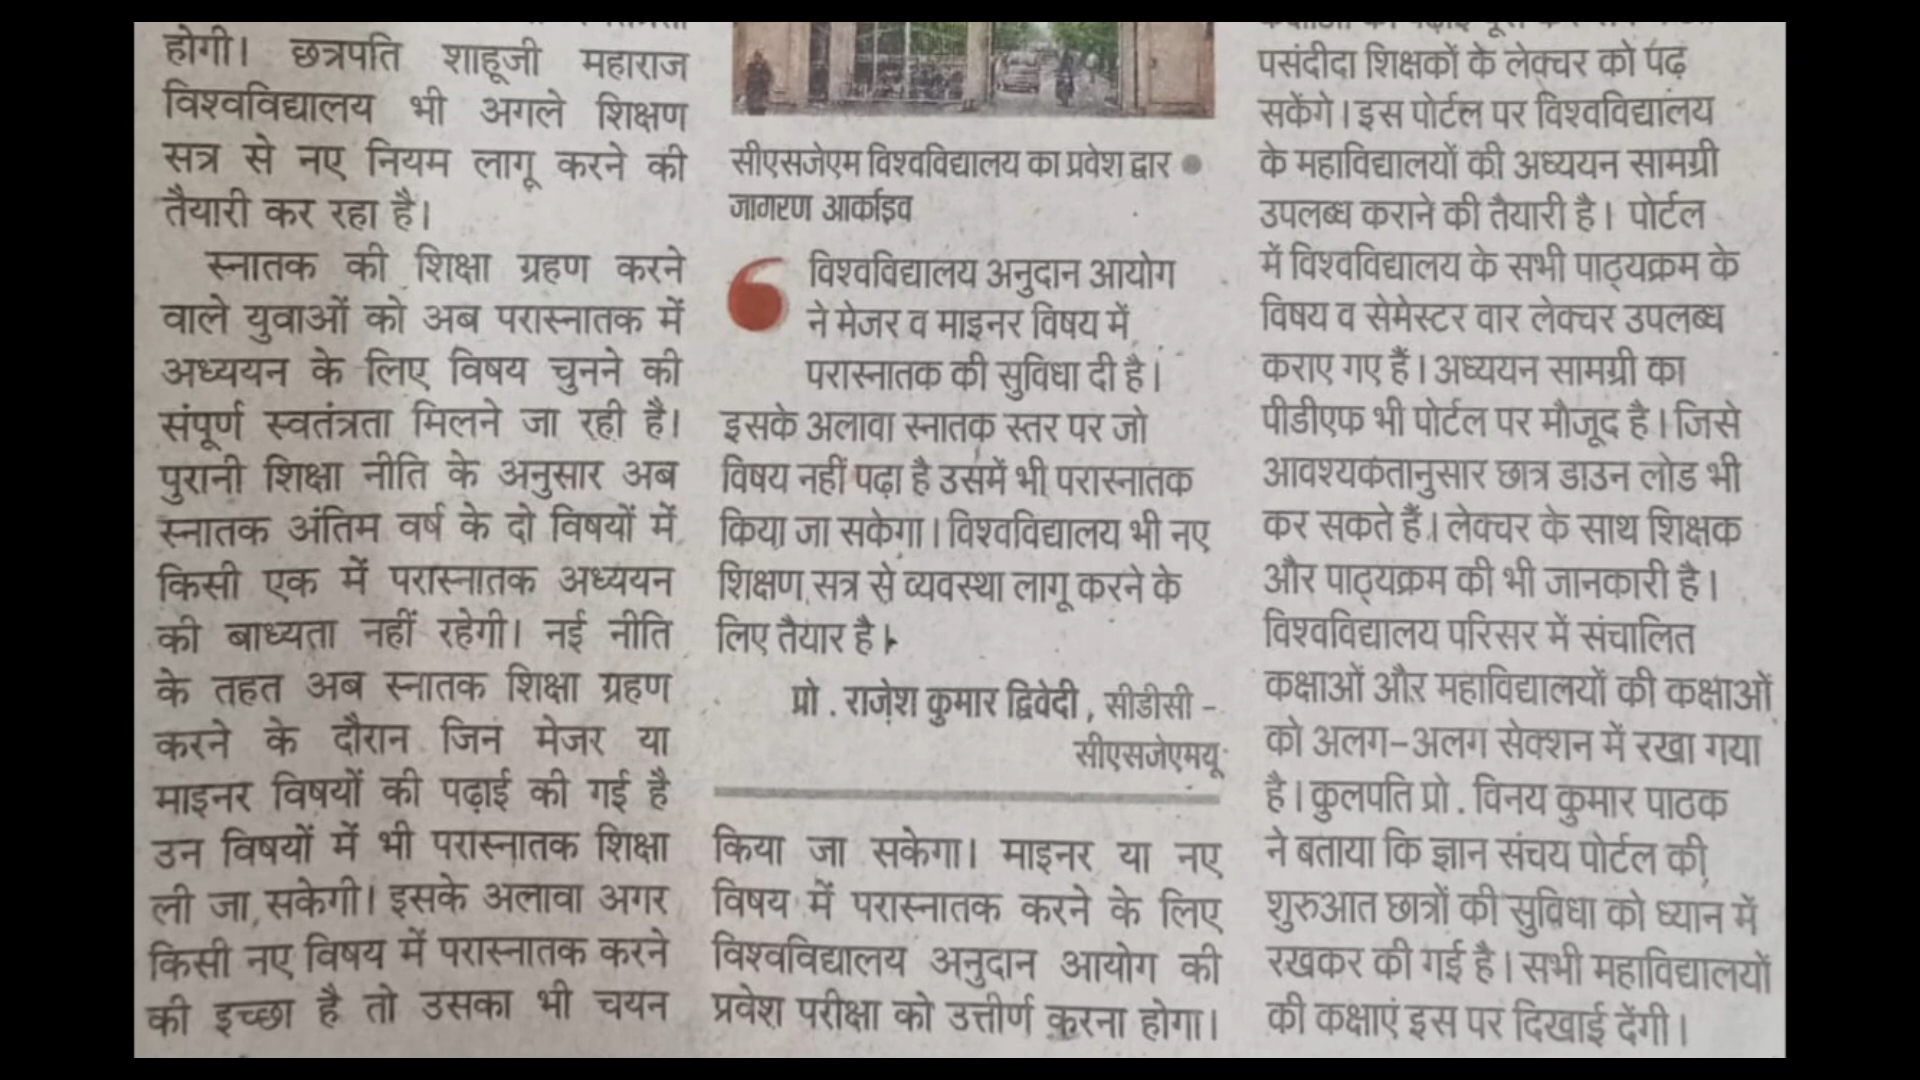 होगी। छत्रपति शाहूजी महाराज
विश्वविद्यालय भी अगले शिक्षण
सत्र से नए नियम लागू करने की
तैयारी कर रहा है।
स्नातक की शिक्षा ग्रहण करने
वाले युवाओं को अब परास्नातक में
अध्ययन के लिए विषय चुनने की
संपूर्ण स्वतंत्रता मिलने जा रही है।
पुरानी शिक्षा नीति के अनुसार अब
स्नातक अंतिम वर्ष के दो विषयों में
किसी एक में परास्नातक अध्ययन
की बाध्यता नहीं रहेगी। नई नीति
के तहत अब स्नातक शिक्षा ग्रहण
करने के दौरान जिन मेजर या
माइनर विषयों की पढ़ाई की गई है
उन विषयों में भी परास्नातक शिक्षा
ली जा सकेगी। इसके अलावा अगर
किसी नए विषय में परास्नातक करने
की इच्छा है तो उसका भी चयन
सीएसजेएम विश्वविद्यालय का प्रवेश द्वार ●
जागरण आर्काइव
विश्वविद्यालय अनुदान आयोग
ने मेजर व माइनर विषय में
परास्नातक की सुविधा दी है।
इसके अलावा स्नातक स्तर पर जो
विषय नहीं पढ़ा है उसमें भी परास्नातक
किया जा सकेगा। विश्वविद्यालय भी नए
शिक्षण सत्र से व्यवस्था लागू करने के
लिए तैयार है।
प्रो. राजेश कुमार द्विवेदी, सीडीसी -
सीएसजेएमयू
किया जा सकेगा। माइनर या नए
विषय में परास्नातक करने के लिए
विश्वविद्यालय अनुदान आयोग की
प्रवेश परीक्षा को उत्तीर्ण करना होगा।
पसंदीदा शिक्षकों के लेक्चर को पढ़
सकेंगे। इस पोर्टल पर विश्वविद्यालय
के महाविद्यालयों की अध्ययन सामग्री
उपलब्ध कराने की तैयारी है। पोर्टल
में विश्वविद्यालय के सभी पाठ्यक्रम के
विषय व सेमेस्टर वार लेक्चर उपलब्ध
कराए गए हैं। अध्ययन सामग्री का
पीडीएफ भी पोर्टल पर मौजूद है। जिसे
आवश्यकतानुसार छात्र डाउन लोड भी
कर सकते हैं। लेक्चर के साथ शिक्षक
और पाठ्यक्रम की भी जानकारी है।
विश्वविद्यालय परिसर में संचालित
कक्षाओं और महाविद्यालयों की कक्षाओं
को अलग-अलग सेक्शन में रखा गया
है। कुलपति प्रो. विनय कुमार पाठक
ने बताया कि ज्ञान संचय पोर्टल की
शुरुआत छात्रों की सुविधा को ध्यान में
रखकर की गई है। सभी महाविद्यालयों
की कक्षाएं इस पर दिखाई देंगी।